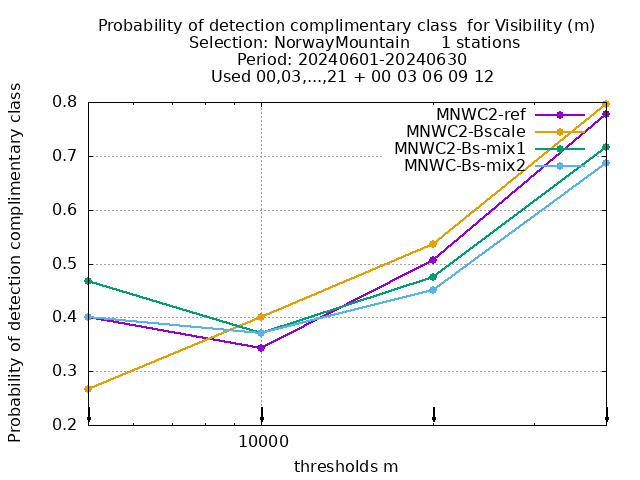 Probability of detection complimentary class  for Visibility (m)
Selection: NorwayMountain      1 stations
Period: 20240601-20240630
Used 00,03,...,21 + 00 03 06 09 12
Probability of detection complimentary class
0.8
0.7
0.6
0.5
0.4
0.3
0.2
MNWC2-ref
MNWC2-Bscale
MNWC2-Bs-mix1
MNWC-Bs-mix2
10000
thresholds m